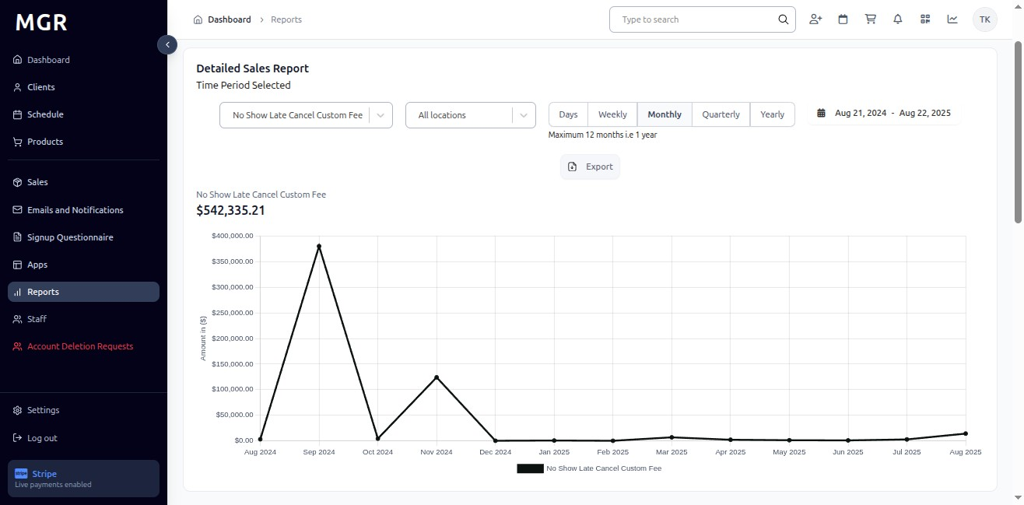 MGR
Dashboard
Clients
Schedule
Products
Sales
Emails and Notifications
Signup Questionnaire
Apps
Reports
Staff
Account Deletion Requests
Settings
Log out
stripe Stripe
Live payments enabled
Dashboard > Reports
Type to search
TK
Detailed Sales Report
Time Period Selected
No Show Late Cancel Custom Fee
All locations
Days Weekly Monthly Quarterly Yearly
Aug 21, 2024 - Aug 22, 2025
Maximum 12 months i.e 1 year
Export
No Show Late Cancel Custom Fee
$542,335.21
Amount in ($)
$400,000.00
$350,000.00
$300,000.00
$250,000.00
$200,000.00
$150,000.00
$100,000.00
$50,000.00
$0.00
Aug 2024 Sep 2024 Oct 2024 Nov 2024 Dec 2024 Jan 2025 Feb 2025 Mar 2025 Apr 2025 May 2025 Jun 2025 Jul 2025 Aug 2025
No Show Late Cancel Custom Fee